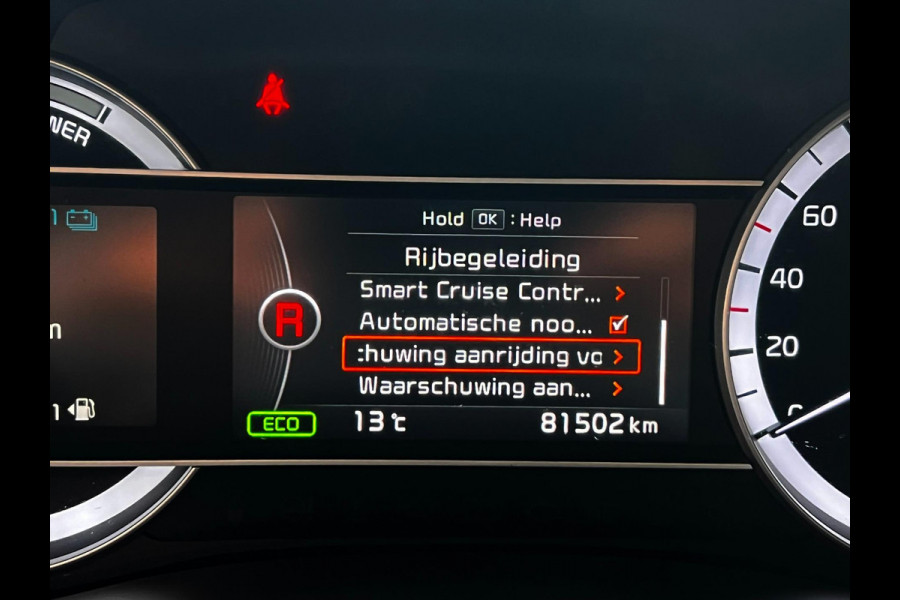 WER
60
Hold OK : Help
Rijbegeleiding
Smart Cruise Contr...
40
R
Automatische noo...
20
:huwing aanrijding vo
Waarschuwing aan...
0
ECO
13 °C
81502 km